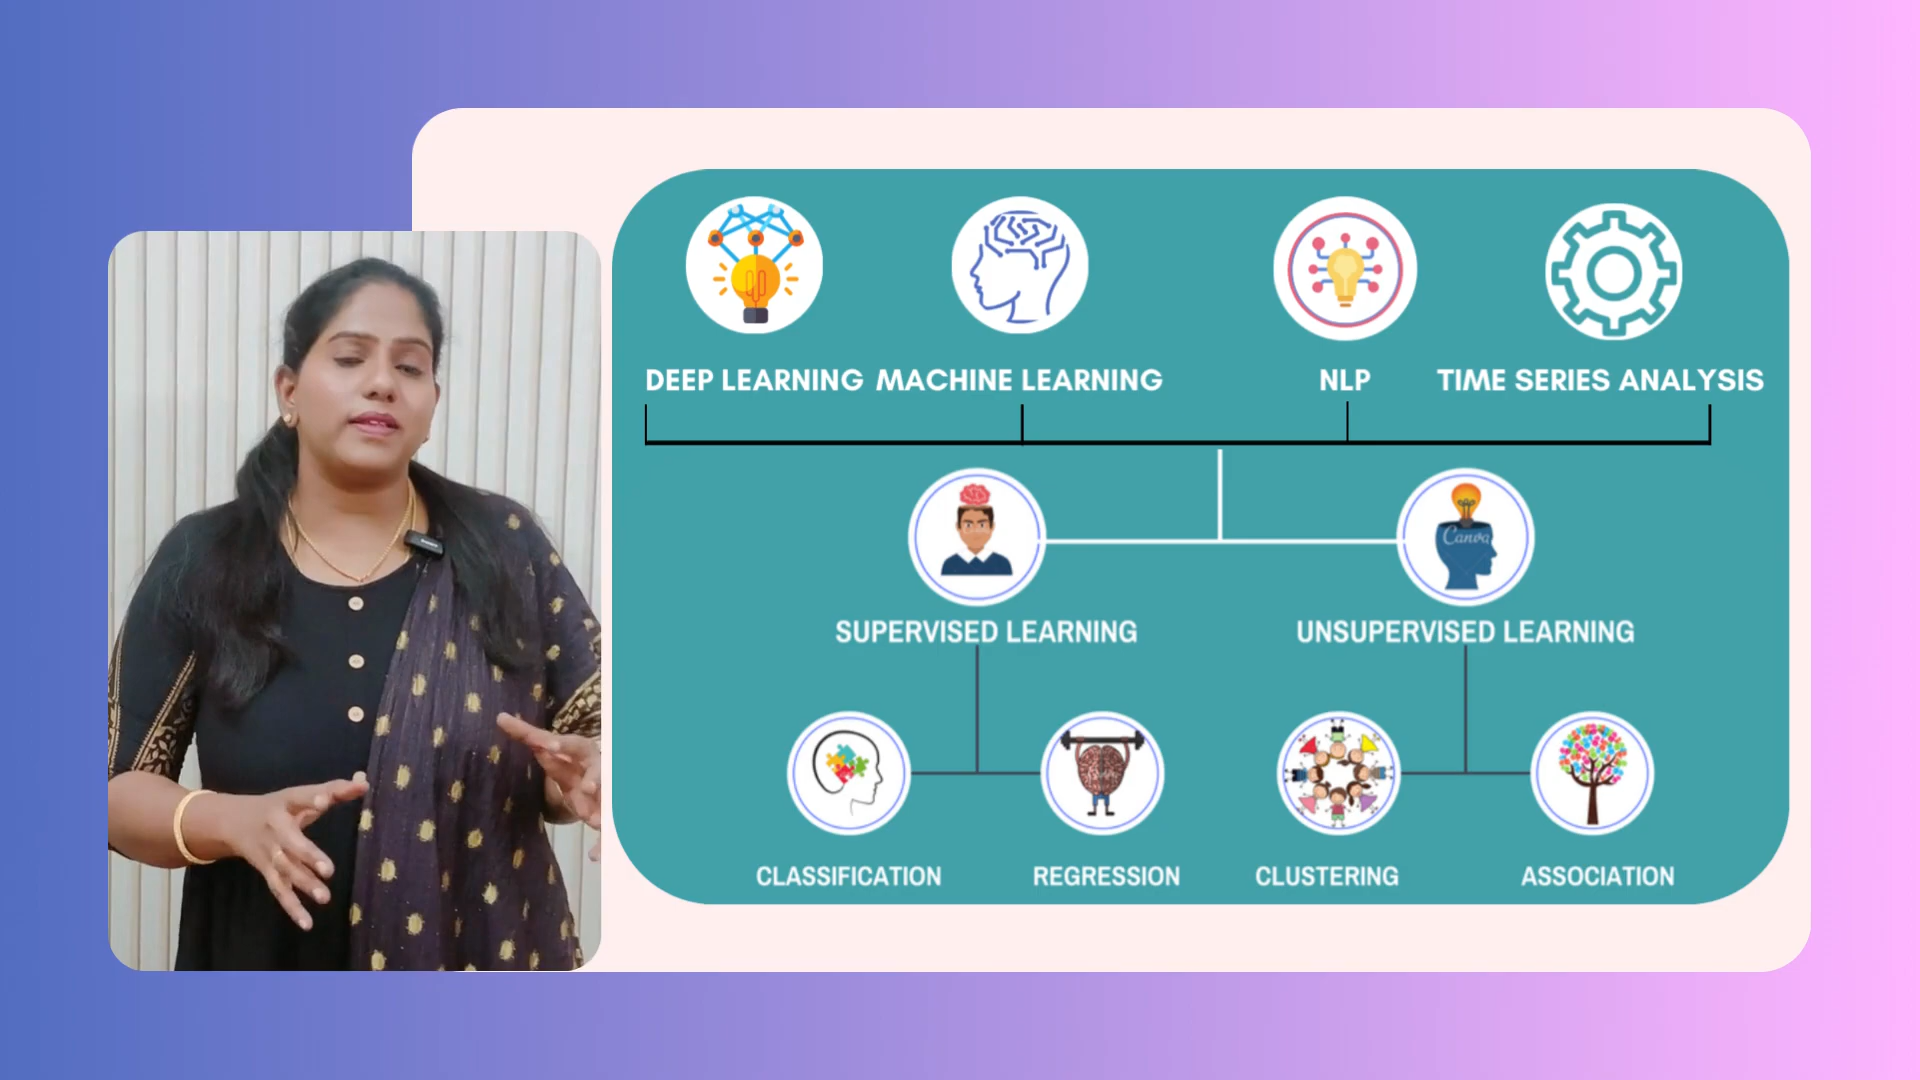 DEEP LEARNING
MACHINE LEARNING
NLP
TIME SERIES ANALYSIS
Canva
SUPERVISED LEARNING
UNSUPERVISED LEARNING
CLASSIFICATION
REGRESSION
CLUSTERING
ASSOCIATION